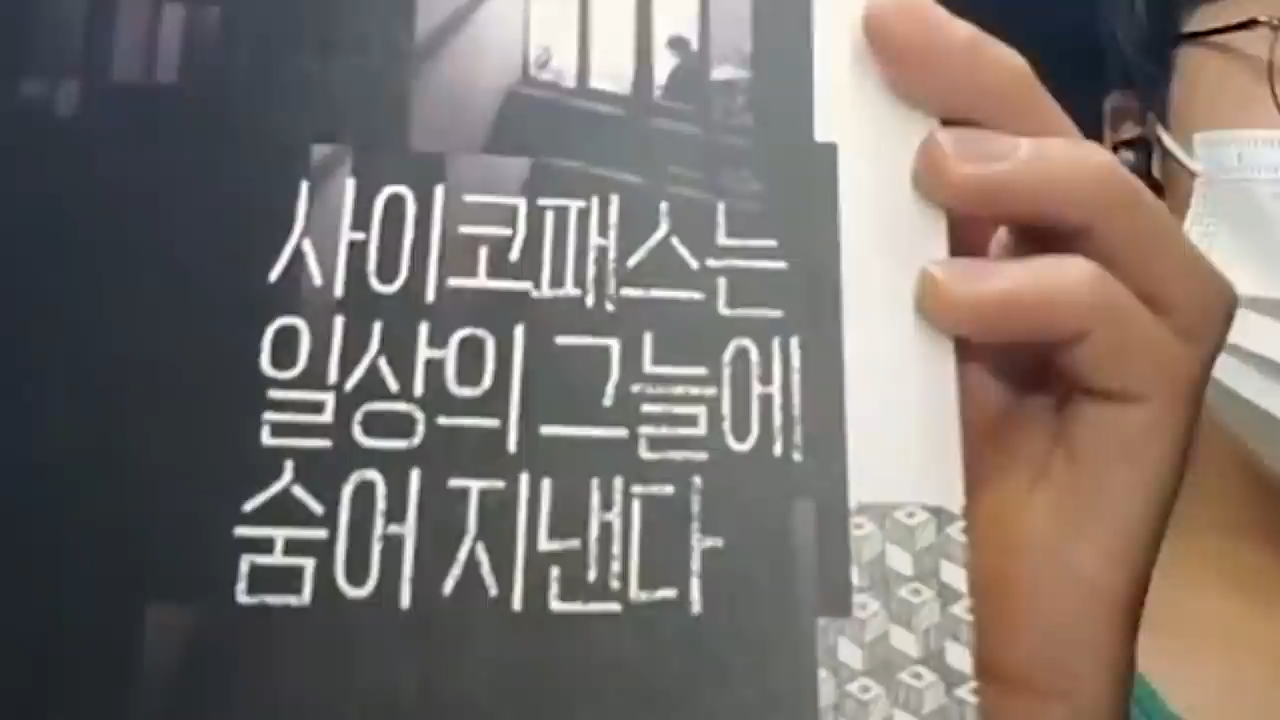 사이코패스는
일상의 그늘에
숨어 지낸다